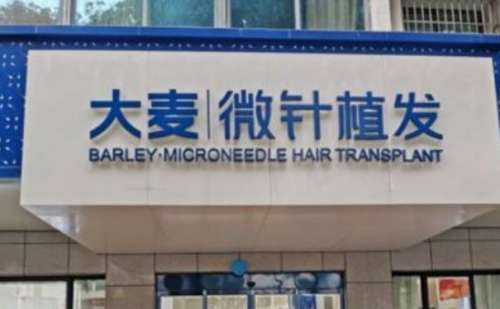 大麦|微针植发
BARLEY·MICRONEEDLE HAIR TRANSPLANT